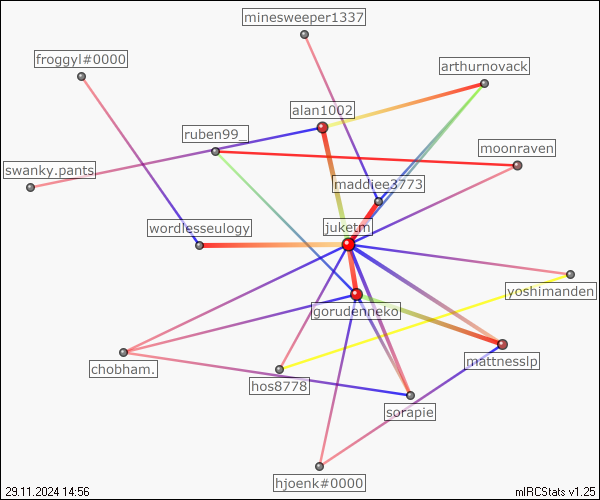 minesweeper1337
froggyl#0000
arthurnovack
alan1002
ruben99_
moonraven
swanky.pants
maddiee3773
wordlesseulogy
juketm
yoshimanden
gorudenneko
chobham.
mattnesslp
hos8778
sorapie
hjoenk#0000
29.11.2024 14:56
mIRCStats v1.25